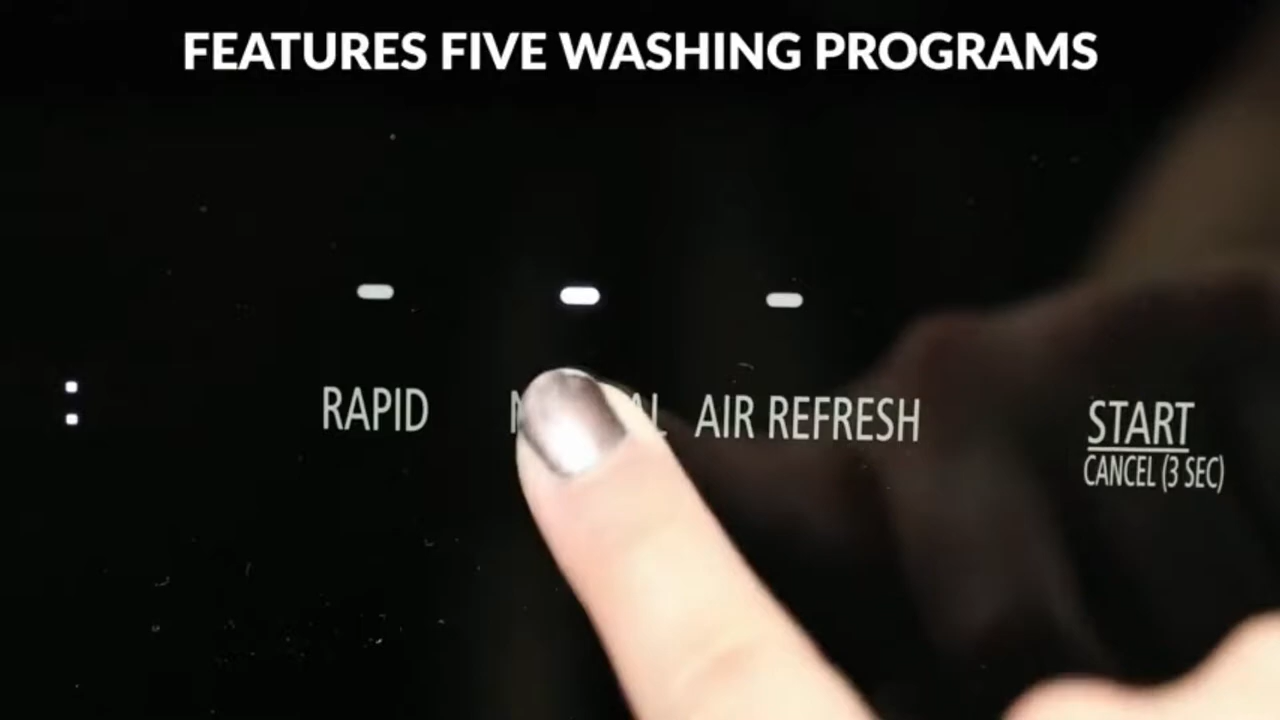 FEATURES FIVE WASHING PROGRAMS
RAPID
AIR REFRESH
START
CANCEL (3 SEC)